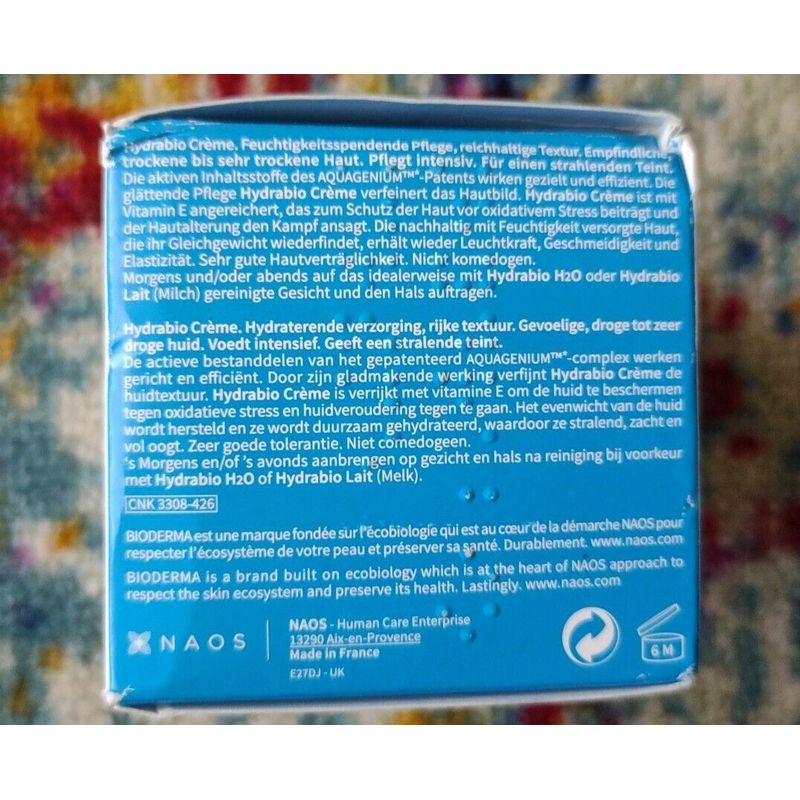 Hydrabio Crème. Feuchtigkeitsspendende Pflege, reichhaltige Textur. Empfindliche,
trockene bis sehr trockene Haut. Pflegt intensiv. Für einen strahlenden Teint.
Die aktiven Inhaltsstoffe des AQUAGENIUM™*-Patents wirken gezielt und effizient. Die
glättende Pflege Hydrabio Crème verfeinert das Hautbild. Hydrabio Crème ist mit
Vitamin E angereichert, das zum Schutz der Haut vor oxidativem Stress beiträgt und
der Hautalterung den Kampf ansagt. Die nachhaltig mit Feuchtigkeit versorgte Haut,
die ihr Gleichgewicht wiederfindet, erhält wieder Leuchtkraft, Geschmeidigkeit und
Elastizität. Sehr gute Hautverträglichkeit. Nicht komedogen.
Morgens und/oder abends auf das idealerweise mit Hydrabio H2O oder Hydrabio
Lait (Milch) gereinigte Gesicht und den Hals auftragen.
Hydrabio Crème. Hydraterende verzorging, rijke textuur. Gevoelige, droge tot zeer
droge huid. Voedt intensief. Geeft een stralende teint.
De actieve bestanddelen van het gepatenteerd AQUAGENIUM™*-complex werken
gericht en efficiënt. Door zijn gladmakende werking verfijnt Hydrabio Crème de
huidtextuur. Hydrabio Crème is verrijkt met vitamine E om de huid te beschermen
tegen oxidatieve stress en huidveroudering tegen te gaan. Het evenwicht van de huid
wordt hersteld en ze wordt duurzaam gehydrateerd, waardoor ze stralend, zacht en
vol oogt. Zeer goede tolerantie. Niet comedogeen.
's Morgens en/of 's avonds aanbrengen op gezicht en hals na reiniging bij voorkeur
met Hydrabio H2O of Hydrabio Lait (Melk).
CNK 3308-426
BIODERMA est une marque fondée sur l'écobiologie qui est au cœur de la démarche NAOS pour
respecter l'écosystème de votre peau et préserver sa santé. Durablement. www.naos.com
BIODERMA is a brand built on ecobiology which is at the heart of NAOS approach to
respect the skin ecosystem and preserve its health. Lastingly. www.naos.com
NAOS
NAOS - Human Care Enterprise
13290 Aix-en-Provence
Made in France
E27DJ - UK
6 M